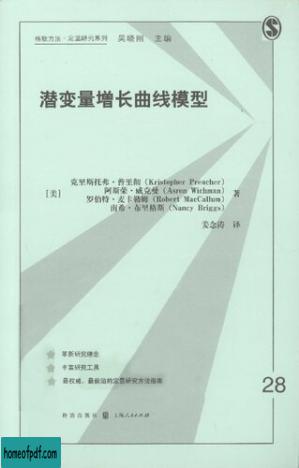 格致方法·定量研究系列 吴晓刚 主编
潜变量增长曲线模型
克里斯托弗·普里彻(Kristopher Preacher)
阿斯荣·威克曼(Aaron Wichman)
[美] 罗伯特·麦卡勒姆(Robert MacCallum) 著
南希·布里格斯(Nancy Briggs)
姜念涛 译
革新研究理念
丰富研究工具
最权威、最前沿的定量研究方法指南
28
格致出版社 上海人民出版社
homeofpdf.com